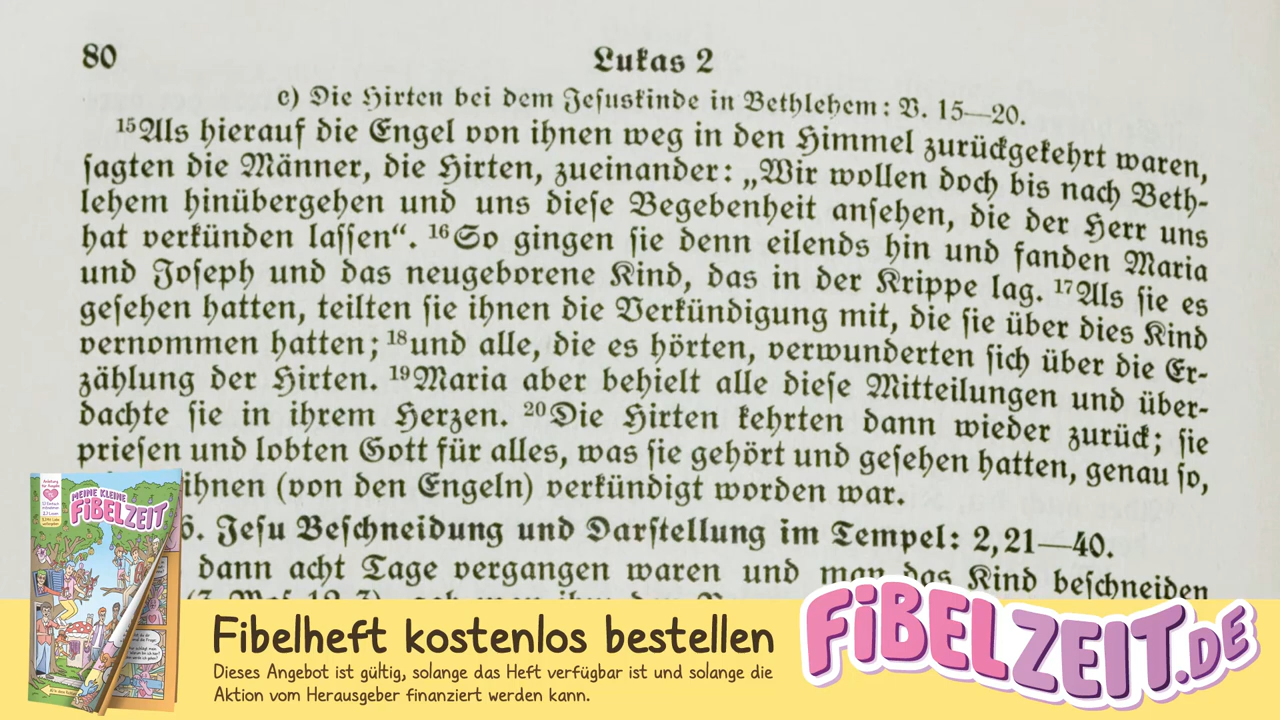 80
Lukas 2
c) Die Hirten bei dem Jesuskinde in Bethlehem: V. 15—20.
15Als hierauf die Engel von ihnen weg in den Himmel zurückgekehrt waren,
sagten die Männer, die Hirten, zueinander: „Wir wollen doch bis nach Beth-
lehem hinübergehen und uns diese Begebenheit ansehen, die der Herr uns
hat verkünden lassen“. 16So gingen sie denn eilends hin und fanden Maria
und Joseph und das neugeborene Kind, das in der Krippe lag. 17Als sie es
gesehen hatten, teilten sie ihnen die Verkündigung mit, die sie über dies Kind
vernommen hatten; 18und alle, die es hörten, verwunderten sich über die Er-
zählung der Hirten. 19Maria aber behielt alle diese Mitteilungen und über-
dachte sie in ihrem Herzen. 20Die Hirten kehrten dann wieder zurück; sie
priesen und lobten Gott für alles, was sie gehört und gesehen hatten, genau so,
ihnen (von den Engeln) verkündigt worden war.
6. Jesu Beschneidung und Darstellung im Tempel: 2,21—40.
dann acht Tage vergangen waren und man das Kind beschneiden
MEINE KLEINE
FIBELZEIT
Fibelheft kostenlos bestellen
Dieses Angebot ist gültig, solange das Heft verfügbar ist und solange die
Aktion vom Herausgeber finanziert werden kann.
FiBELZEIT.DE